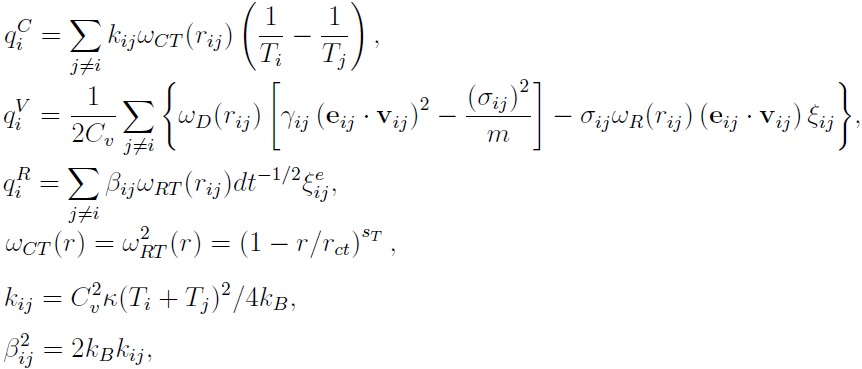 $q_i^C = \sum_{j \neq i} k_{ij} \omega_{CT}(r_{ij}) \left( \frac{1}{T_i} - \frac{1}{T_j} \right),$
$q_i^V = \frac{1}{2C_v} \sum_{j \neq i} \left\{ \omega_D(r_{ij}) \left[ \gamma_{ij} \left( \mathbf{e}_{ij} \cdot \mathbf{v}_{ij} \right)^2 - \frac{(\sigma_{ij})^2}{m} \right] - \sigma_{ij} \omega_R(r_{ij}) \left( \mathbf{e}_{ij} \cdot \mathbf{v}_{ij} \right) \xi_{ij} \right\},$
$q_i^R = \sum_{j \neq i} \beta_{ij} \omega_{RT}(r_{ij}) dt^{-1/2} \xi_{ij}^e,$
$\omega_{CT}(r) = \omega_{RT}^2(r) = (1 - r/r_{ct})^{s_T},$
$k_{ij} = C_v^2 \kappa (T_i + T_j)^2 / 4k_B,$
$\beta_{ij}^2 = 2k_B k_{ij},$